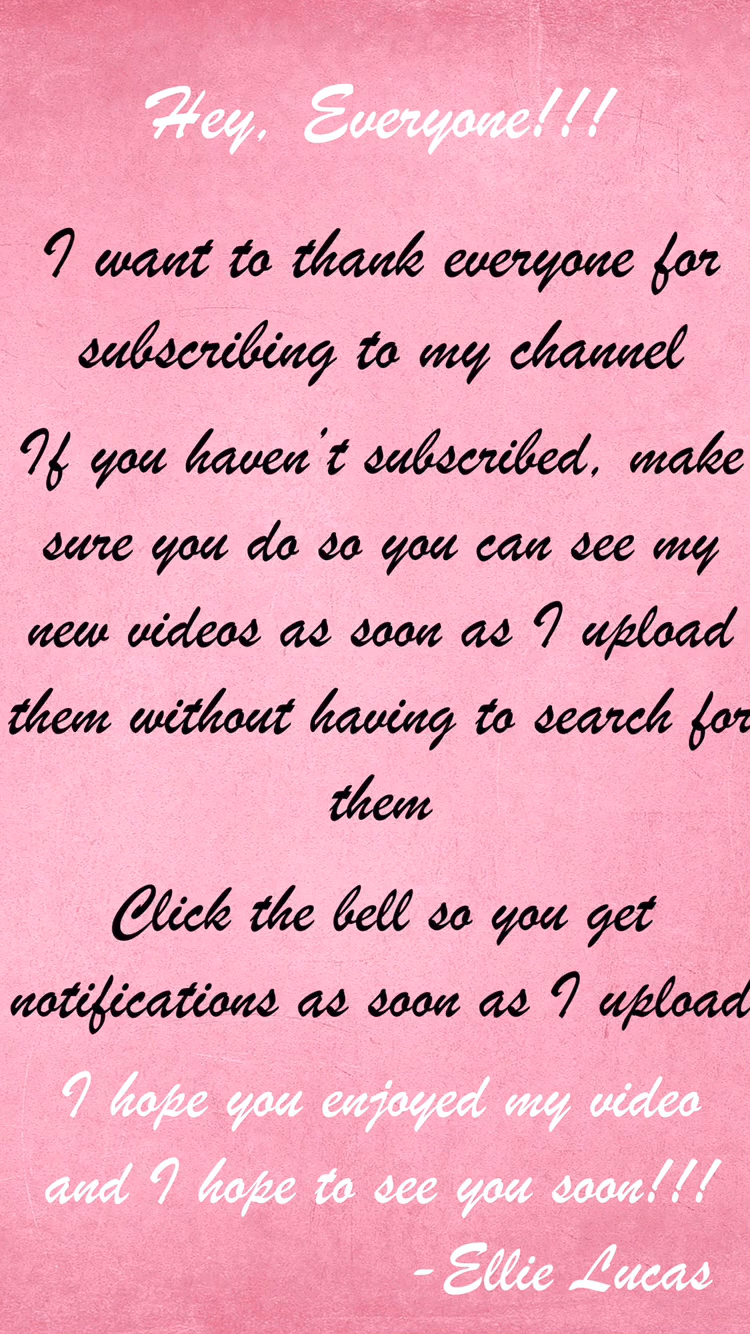 Hey, Everyone!!!
I want to thank everyone for
subscribing to my channel
If you haven't subscribed, make
sure you do so you can see my
new videos as soon as I upload
them without having to search for
them
Click the bell so you get
notifications as soon as I upload
I hope you enjoyed my video
and I hope to see you soon!!!
-Ellie Lucas